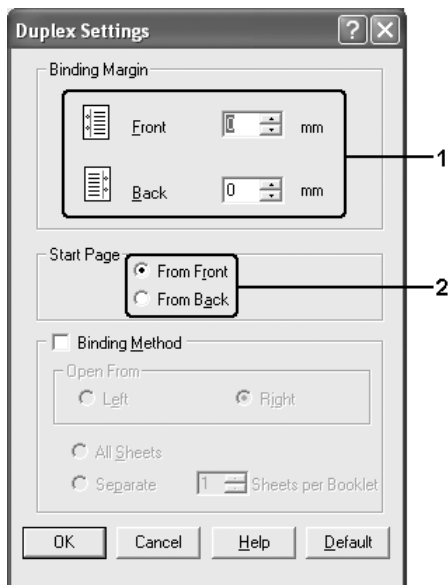 Duplex Settings
Binding Margin
Front 0 mm
1
Back 0 mm
Start Page
From Front
2
From Back
Binding Method
Open From
Left Right
All Sheets
Separate 1 Sheets per Booklet
OK Cancel Help Default